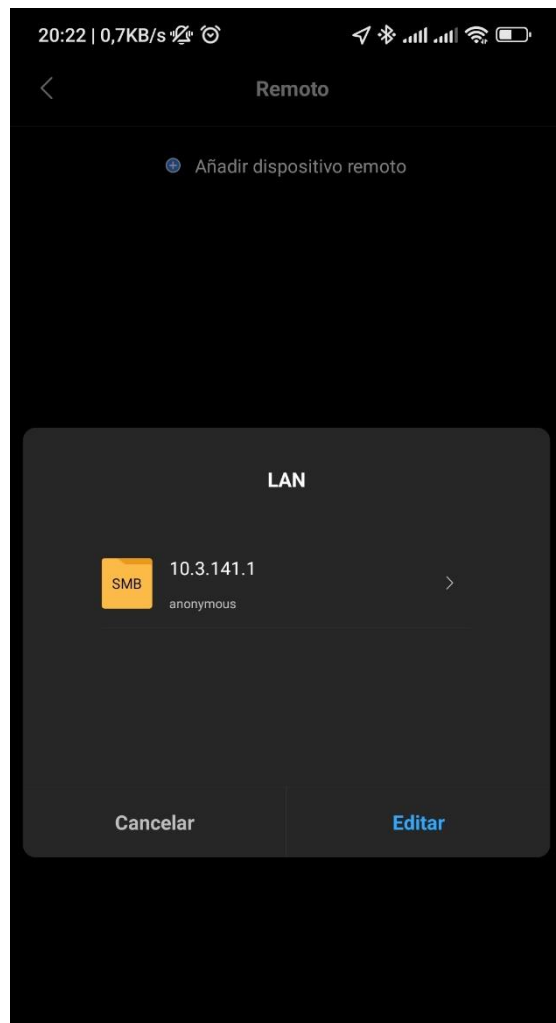 20:22 | 0,7KB/s
Remoto
Añadir dispositivo remoto
LAN
SMB
10.3.141.1
anonymous
Cancelar
Editar